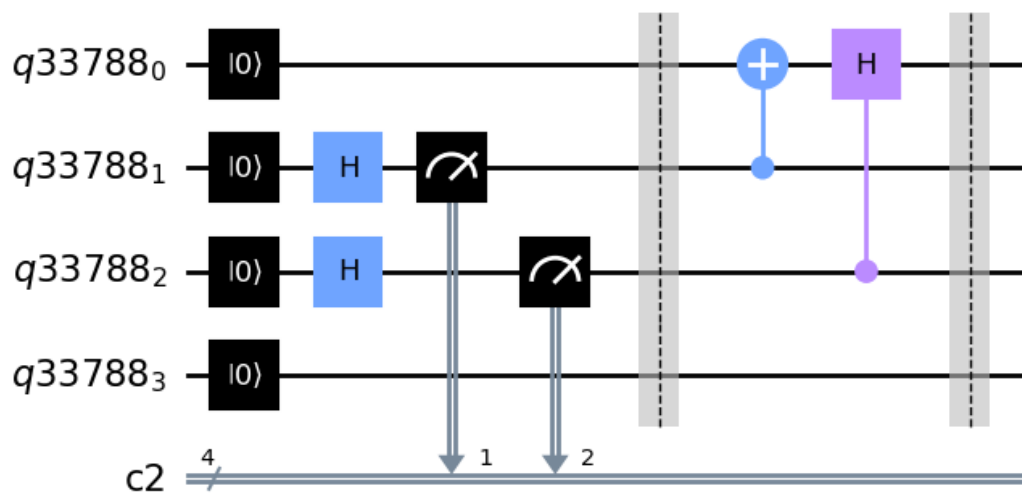 q33788₀ |0⟩ H
q33788₁ |0⟩ H
q33788₂ |0⟩ H
q33788₃ |0⟩
c2 4 1 2